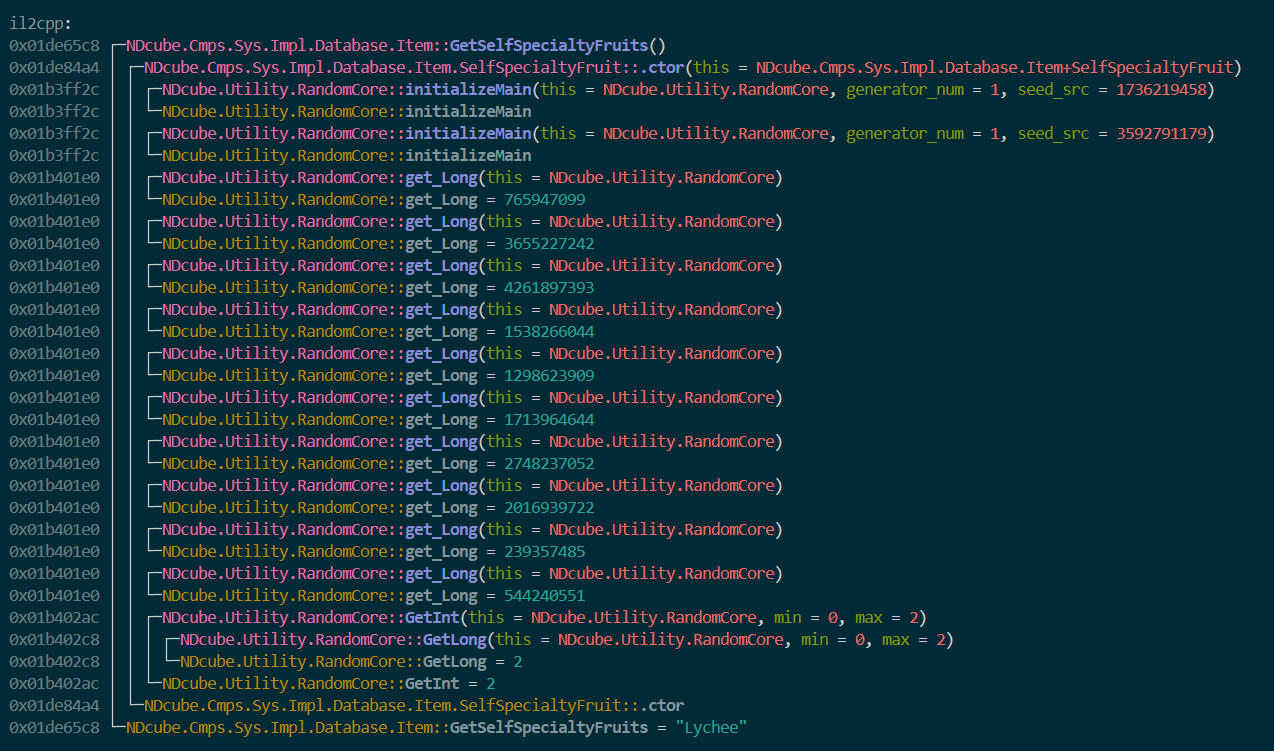 il2cpp:
0x01de65c8 ┌─NDcube.Cmps.Sys.Impl.Database.Item::GetSelfSpecialtyFruits()
0x01de84a4 │ ┌─NDcube.Cmps.Sys.Impl.Database.Item.SelfSpecialtyFruit::.ctor(this = NDcube.Cmps.Sys.Impl.Database.Item+SelfSpecialtyFruit)
0x01b3ff2c │ │ ┌─NDcube.Utility.RandomCore::initializeMain(this = NDcube.Utility.RandomCore, generator_num = 1, seed_src = 1736219458)
0x01b3ff2c │ │ └─NDcube.Utility.RandomCore::initializeMain
0x01b3ff2c │ │ ┌─NDcube.Utility.RandomCore::initializeMain(this = NDcube.Utility.RandomCore, generator_num = 1, seed_src = 3592791179)
0x01b3ff2c │ │ └─NDcube.Utility.RandomCore::initializeMain
0x01b401e0 │ │ ┌─NDcube.Utility.RandomCore::get_Long(this = NDcube.Utility.RandomCore)
0x01b401e0 │ │ └─NDcube.Utility.RandomCore::get_Long = 765947099
0x01b401e0 │ │ ┌─NDcube.Utility.RandomCore::get_Long(this = NDcube.Utility.RandomCore)
0x01b401e0 │ │ └─NDcube.Utility.RandomCore::get_Long = 3655227242
0x01b401e0 │ │ ┌─NDcube.Utility.RandomCore::get_Long(this = NDcube.Utility.RandomCore)
0x01b401e0 │ │ └─NDcube.Utility.RandomCore::get_Long = 4261897393
0x01b401e0 │ │ ┌─NDcube.Utility.RandomCore::get_Long(this = NDcube.Utility.RandomCore)
0x01b401e0 │ │ └─NDcube.Utility.RandomCore::get_Long = 1538266044
0x01b401e0 │ │ ┌─NDcube.Utility.RandomCore::get_Long(this = NDcube.Utility.RandomCore)
0x01b401e0 │ │ └─NDcube.Utility.RandomCore::get_Long = 1298623909
0x01b401e0 │ │ ┌─NDcube.Utility.RandomCore::get_Long(this = NDcube.Utility.RandomCore)
0x01b401e0 │ │ └─NDcube.Utility.RandomCore::get_Long = 1713964644
0x01b401e0 │ │ ┌─NDcube.Utility.RandomCore::get_Long(this = NDcube.Utility.RandomCore)
0x01b401e0 │ │ └─NDcube.Utility.RandomCore::get_Long = 2748237052
0x01b401e0 │ │ ┌─NDcube.Utility.RandomCore::get_Long(this = NDcube.Utility.RandomCore)
0x01b401e0 │ │ └─NDcube.Utility.RandomCore::get_Long = 2016939722
0x01b401e0 │ │ ┌─NDcube.Utility.RandomCore::get_Long(this = NDcube.Utility.RandomCore)
0x01b401e0 │ │ └─NDcube.Utility.RandomCore::get_Long = 239357485
0x01b401e0 │ │ ┌─NDcube.Utility.RandomCore::get_Long(this = NDcube.Utility.RandomCore)
0x01b401e0 │ │ └─NDcube.Utility.RandomCore::get_Long = 544240551
0x01b402ac │ │ ┌─NDcube.Utility.RandomCore::GetInt(this = NDcube.Utility.RandomCore, min = 0, max = 2)
0x01b402c8 │ │ │ ┌─NDcube.Utility.RandomCore::GetLong(this = NDcube.Utility.RandomCore, min = 0, max = 2)
0x01b402c8 │ │ │ └─NDcube.Utility.RandomCore::GetLong = 2
0x01b402ac │ │ └─NDcube.Utility.RandomCore::GetInt = 2
0x01de84a4 │ └─NDcube.Cmps.Sys.Impl.Database.Item.SelfSpecialtyFruit::.ctor
0x01de65c8 └─NDcube.Cmps.Sys.Impl.Database.Item::GetSelfSpecialtyFruits = "Lychee"